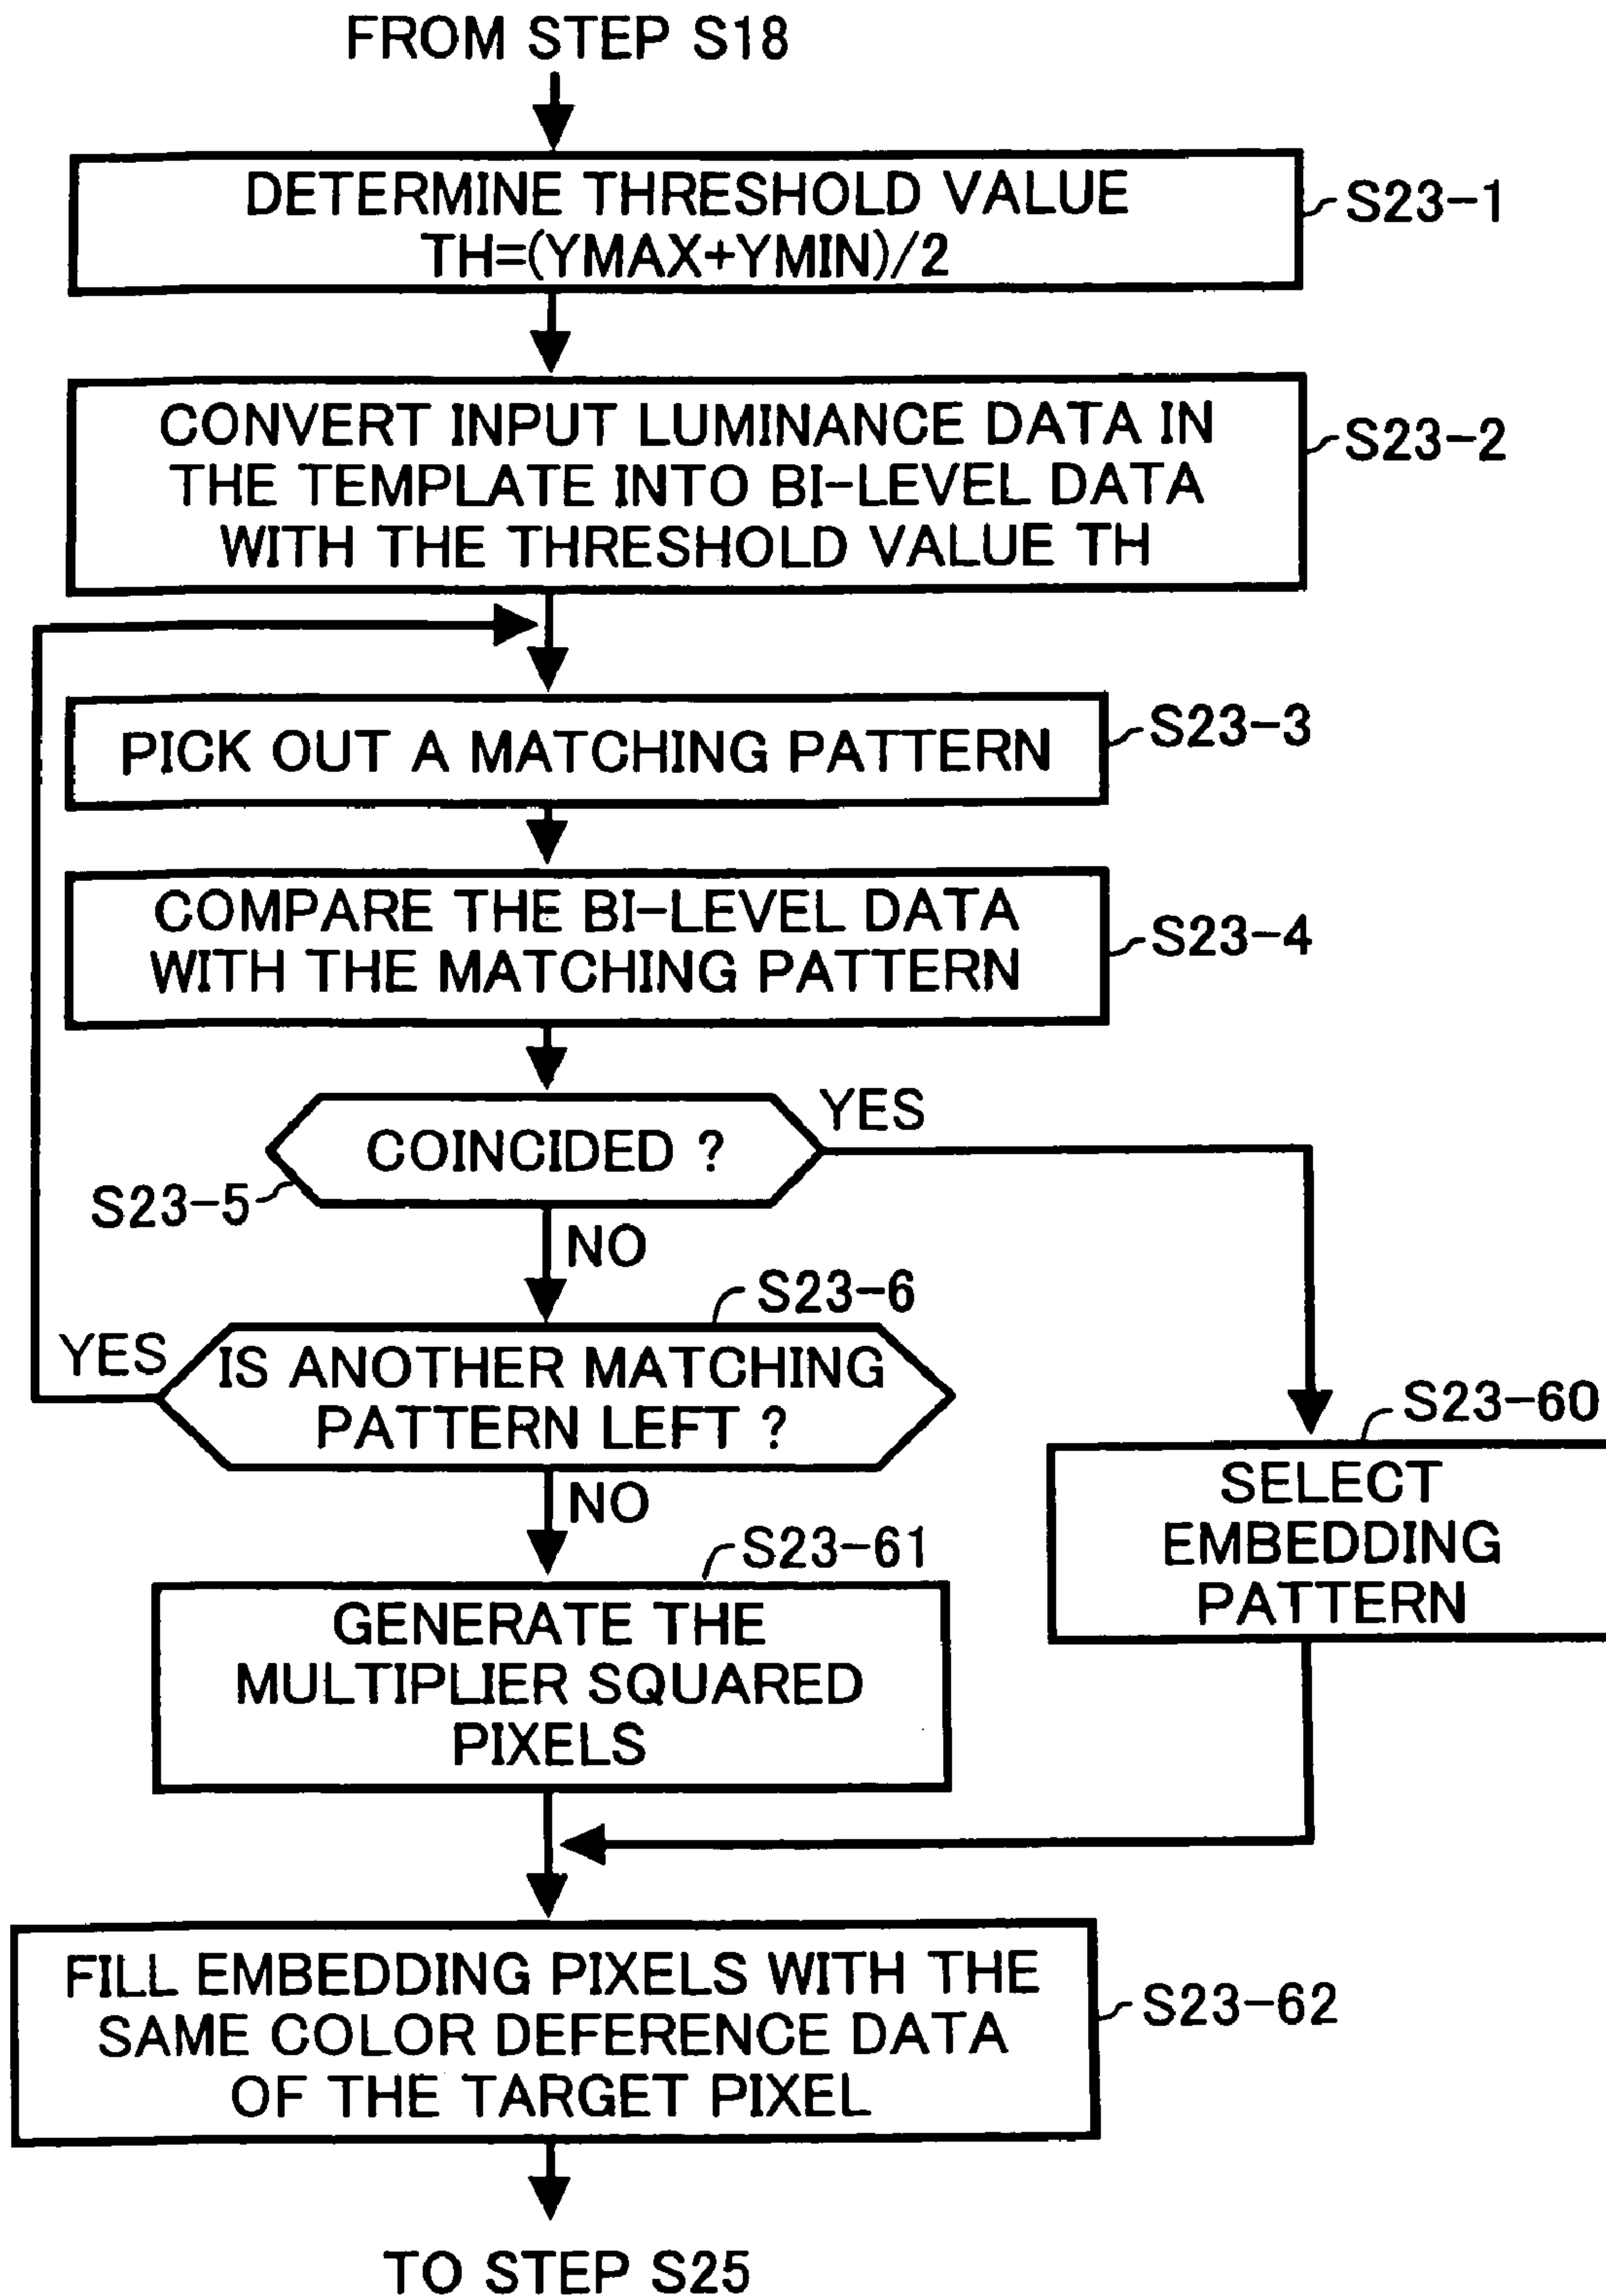 FROM STEP S18
DETERMINE THRESHOLD VALUE
TH=(YMAX+YMIN)/2
S23-1
CONVERT INPUT LUMINANCE DATA IN
THE TEMPLATE INTO BI-LEVEL DATA
WITH THE THRESHOLD VALUE TH
S23-2
PICK OUT A MATCHING PATTERN
S23-3
COMPARE THE BI-LEVEL DATA
WITH THE MATCHING PATTERN
S23-4
COINCIDED ?
YES
S23-5
NO
S23-6
YES
IS ANOTHER MATCHING
PATTERN LEFT ?
S23-60
SELECT
EMBEDDING
PATTERN
NO
S23-61
GENERATE THE
MULTIPLIER SQUARED
PIXELS
FILL EMBEDDING PIXELS WITH THE
SAME COLOR DEFERENCE DATA
OF THE TARGET PIXEL
S23-62
TO STEP S25